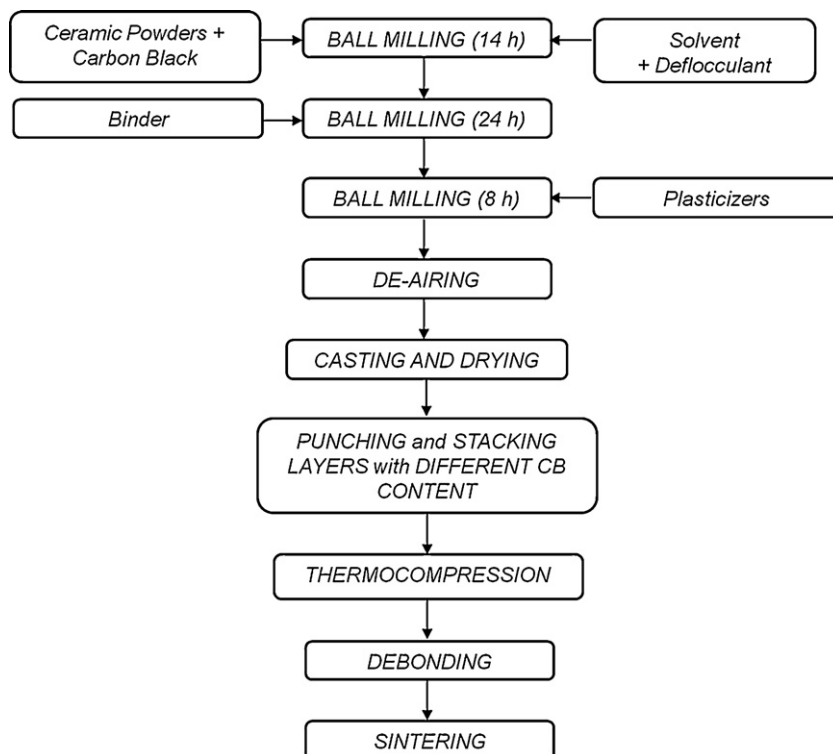 Ceramic Powders +
Carbon Black
BALL MILLING (14 h)
Solvent
+ Deflocculant
Binder
BALL MILLING (24 h)
BALL MILLING (8 h)
Plasticizers
DE-AIRING
CASTING AND DRYING
PUNCHING and STACKING
LAYERS with DIFFERENT CB
CONTENT
THERMOCOMPRESSION
DEBONDING
SINTERING